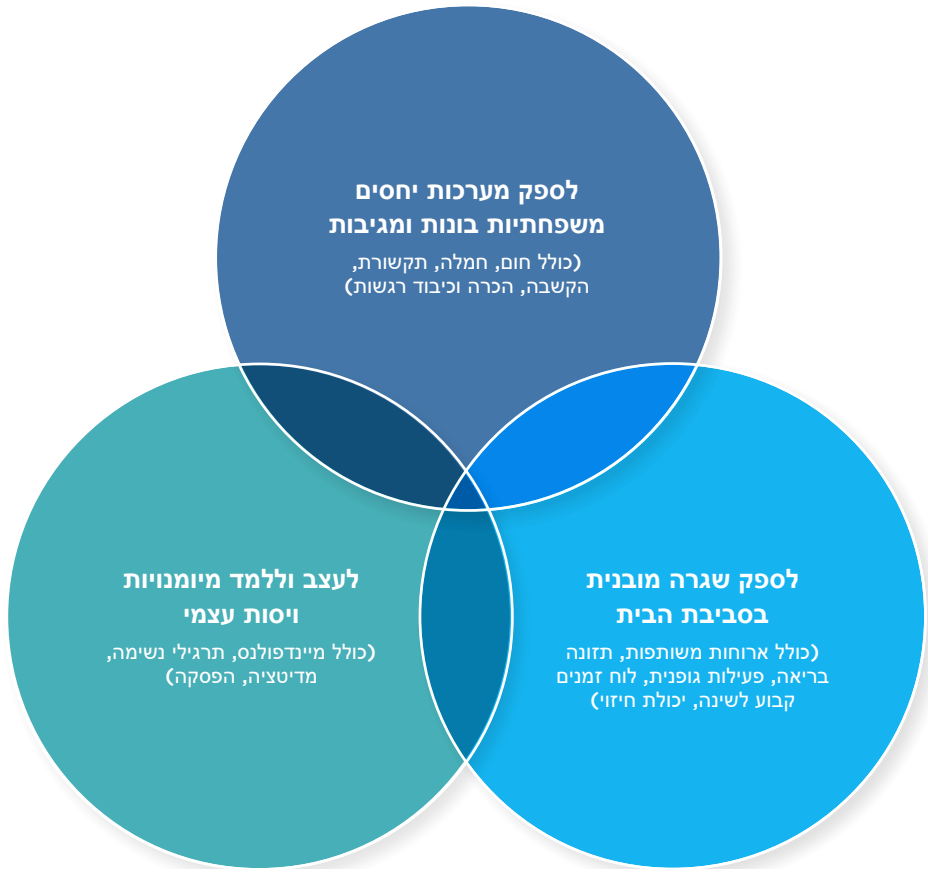 לספק מערכות יחסים
משפחתיות בונות ומגיבות
(כולל חום, חמלה, תקשורת,
הקשבה, הכרה וכיבוד רגשות)
לספק שגרה מובנית
בסביבת הבית
(כולל ארוחות משותפות, תזונה
בריאה, פעילות גופנית, לוח זמנים
קבוע לשינה, יכולת חיזוי)
לעצב וללמד מיומנויות
ויסות עצמי
(כולל מיינדפולנס, תרגילי נשימה,
מדיטציה, הפסקה)